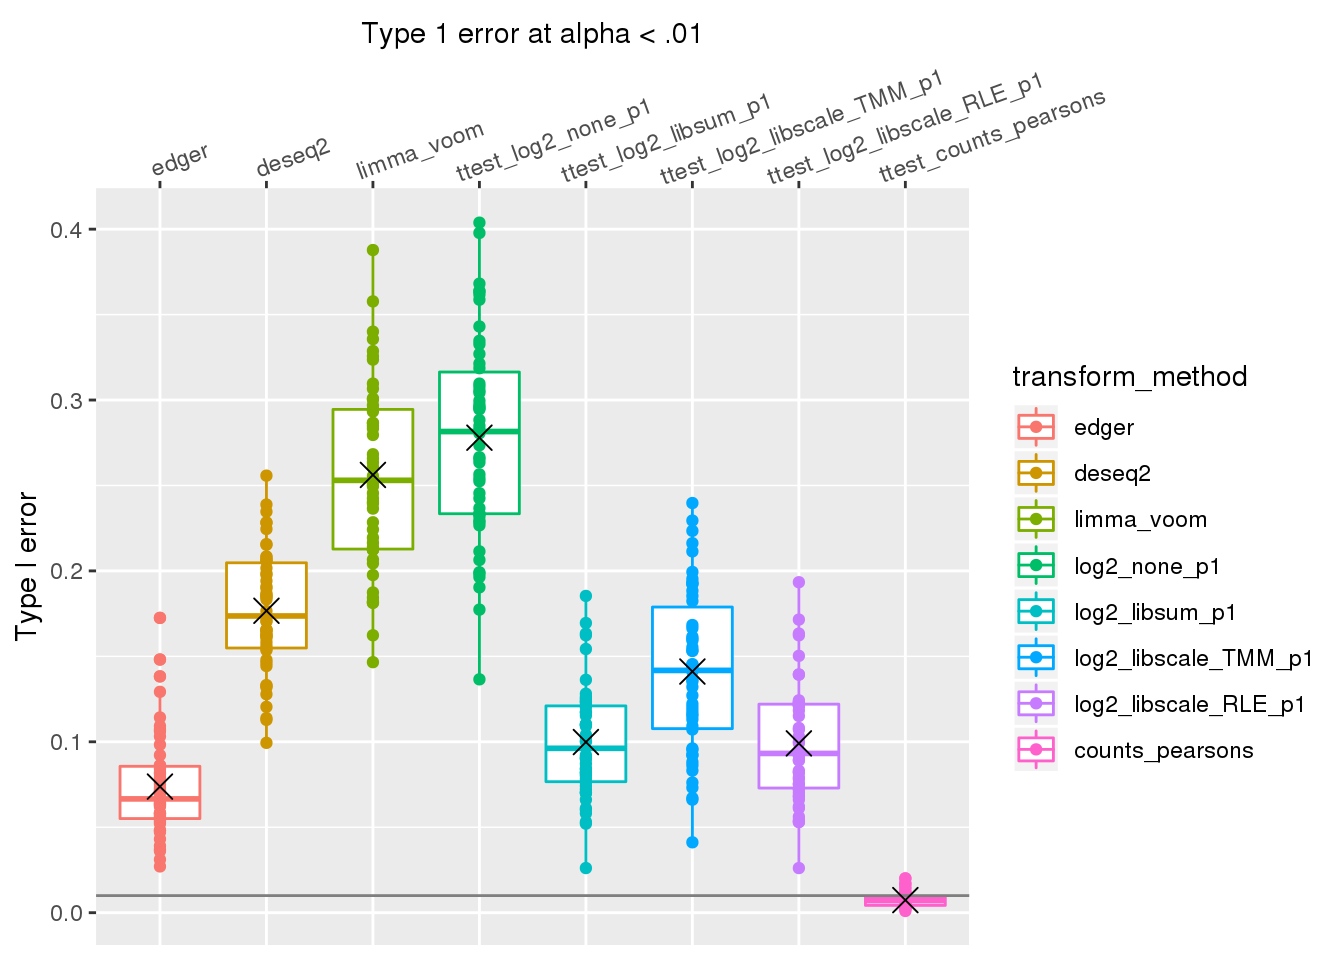 Type 1 error at alpha < .01
edger
deseq2
limma_voom
ttest_log2_none_p1
ttest_log2_libsum_p1
ttest_log2_libscale_TMM_p1
ttest_log2_libscale_RLE_p1
ttest_counts_pearsons
Type I error
0.4
0.3
0.2
0.1
0.0
transform_method
edger
deseq2
limma_voom
log2_none_p1
log2_libsum_p1
log2_libscale_TMM_p1
log2_libscale_RLE_p1
counts_pearsons